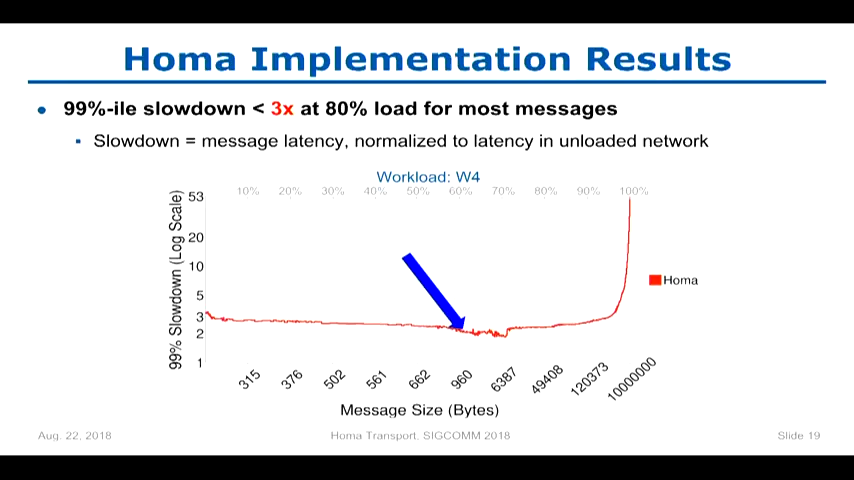 Homa Implementation Results
99%-ile slowdown < 3x at 80% load for most messages
Slowdown = message latency, normalized to latency in unloaded network
Workload: W4
10% 20% 30% 40% 50% 60% 70% 80% 90% 100%
99% Slowdown (Log Scale)
53
20
10
5
3
2
1
Homa
315 376 502 561 662 960 6387 49408 120373 10000000
Message Size (Bytes)
Aug. 22, 2018 Homa Transport, SIGCOMM 2018 Slide 19